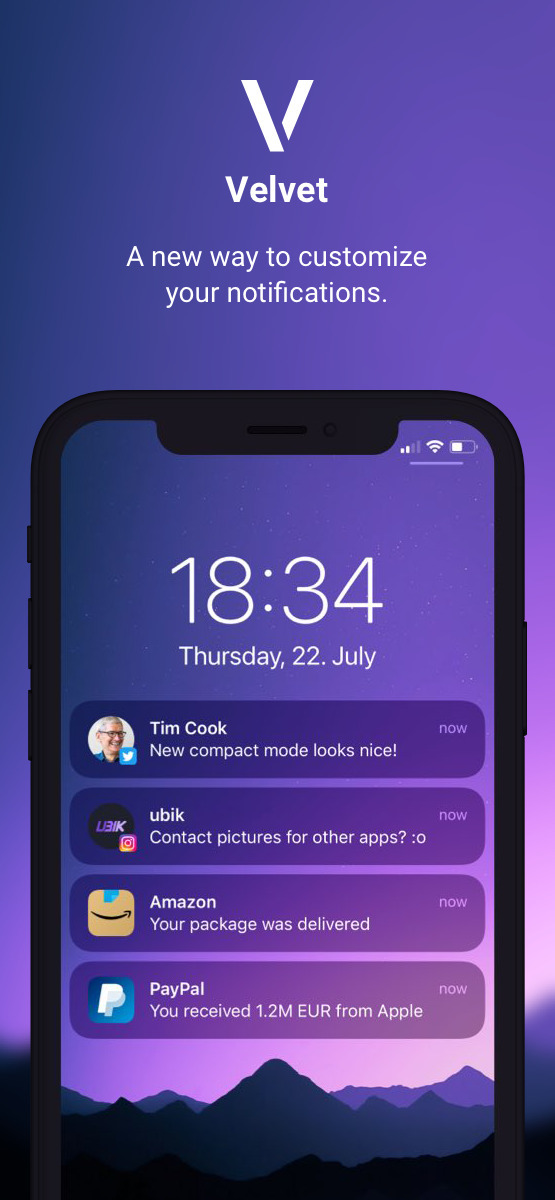 Velvet
A new way to customize
your notifications.
18:34
Thursday, 22. July
Tim Cook
now
New compact mode looks nice!
UBIK
ubik
now
Contact pictures for other apps? :o
Amazon
now
Your package was delivered
PayPal
now
You received 1.2M EUR from Apple